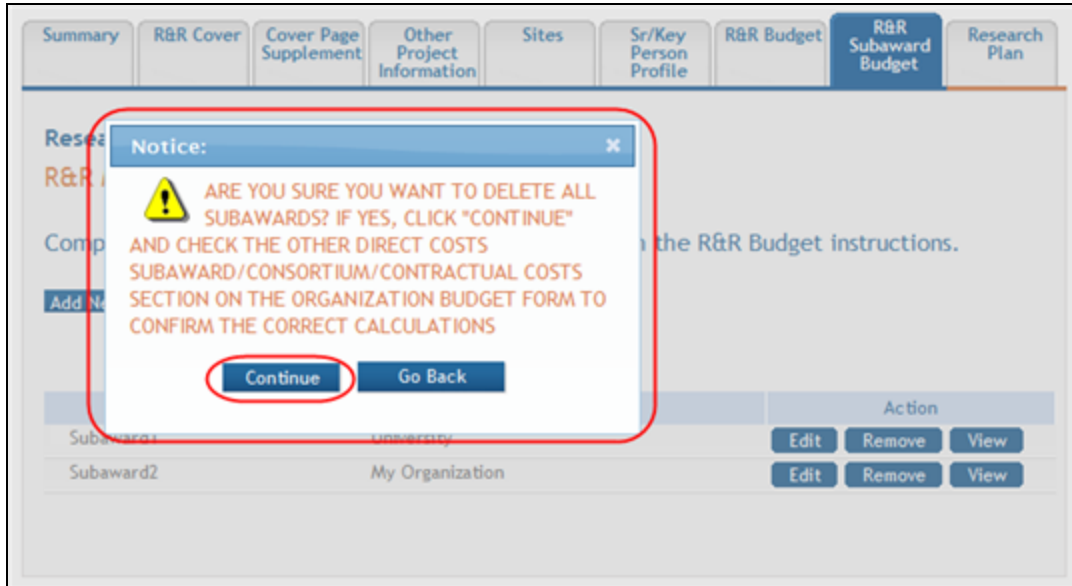 Summary
R&R Cover
Cover Page
Supplement
Other
Project
Information
Sites
Sr/Key
Person
Profile
R&R Budget
R&R
Subaward
Budget
Research
Plan
Notice:
ARE YOU SURE YOU WANT TO DELETE ALL
SUBAWARDS? IF YES, CLICK "CONTINUE"
AND CHECK THE OTHER DIRECT COSTS
SUBAWARD/CONSORTIUM/CONTRACTUAL COSTS
SECTION ON THE ORGANIZATION BUDGET FORM TO
CONFIRM THE CORRECT CALCULATIONS
Continue Go Back
R&R
the R&R Budget instructions.
Action
Subaward1 University Edit Remove View
Subaward2 My Organization Edit Remove View